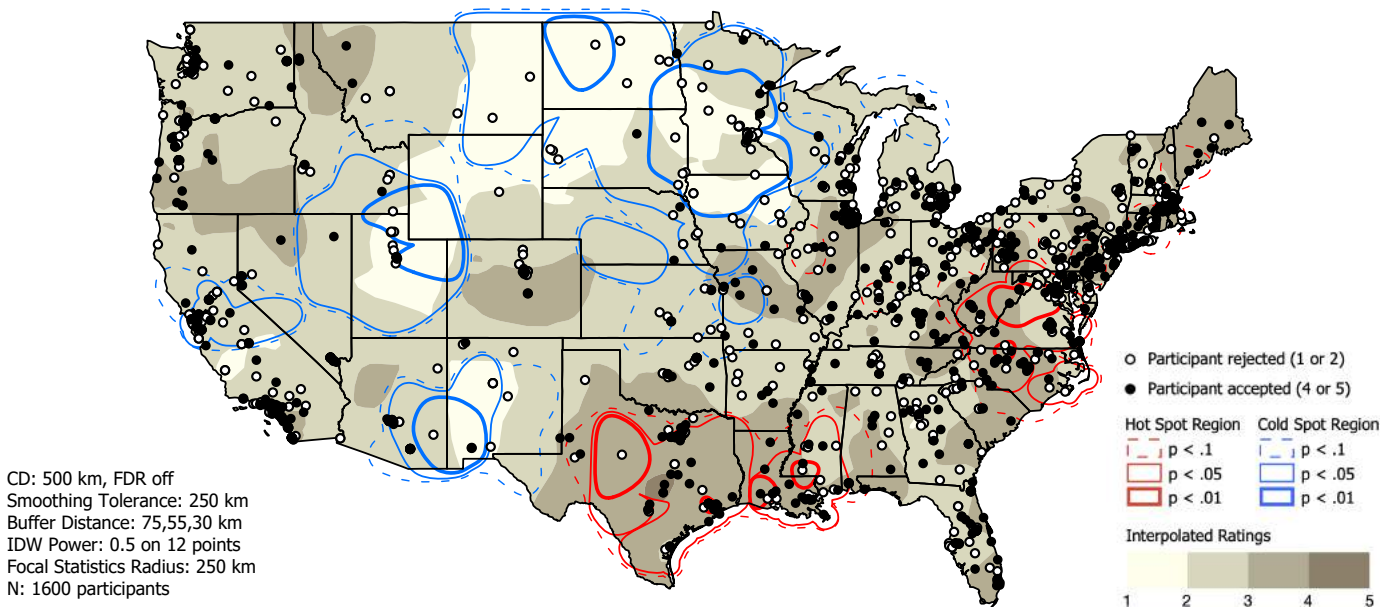 CD: 500 km, FDR off
Smoothing Tolerance: 250 km
Buffer Distance: 75,55,30 km
IDW Power: 0.5 on 12 points
Focal Statistics Radius: 250 km
N: 1600 participants
Participant rejected (1 or 2)
Participant accepted (4 or 5)
Hot Spot Region Cold Spot Region
p < .1 p < .1
p < .05 p < .05
p < .01 p < .01
Interpolated Ratings
1 2 3 4 5